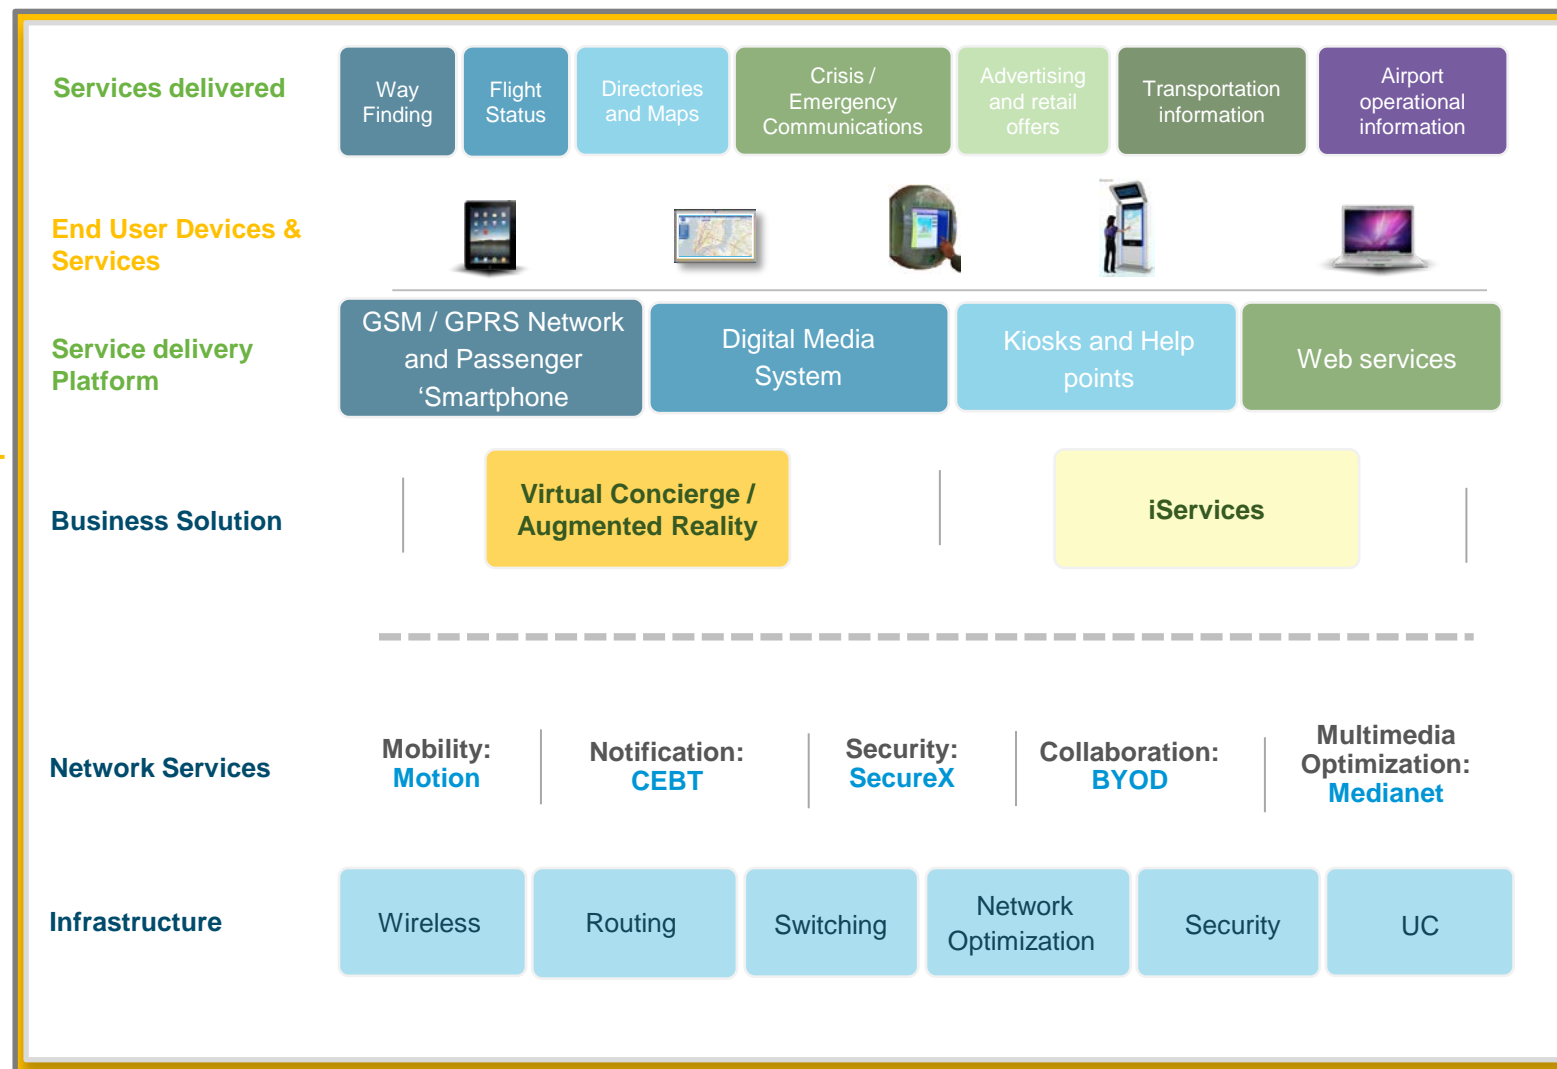 Services delivered
Way
Finding
Flight
Status
Directories
and Maps
Crisis /
Emergency
Communications
Advertising
and retail
offers
Transportation
information
Airport
operational
information
End User Devices &
Services
Service delivery
Platform
GSM / GPRS Network
and Passenger
‘Smartphone
Digital Media
System
Kiosks and Help
points
Web services
Business Solution
Virtual Concierge /
Augmented Reality
iServices
Network Services
Mobility:
Motion
Notification:
CEBT
Security:
SecureX
Collaboration:
BYOD
Multimedia
Optimization:
Medianet
Infrastructure
Wireless
Routing
Switching
Network
Optimization
Security
UC